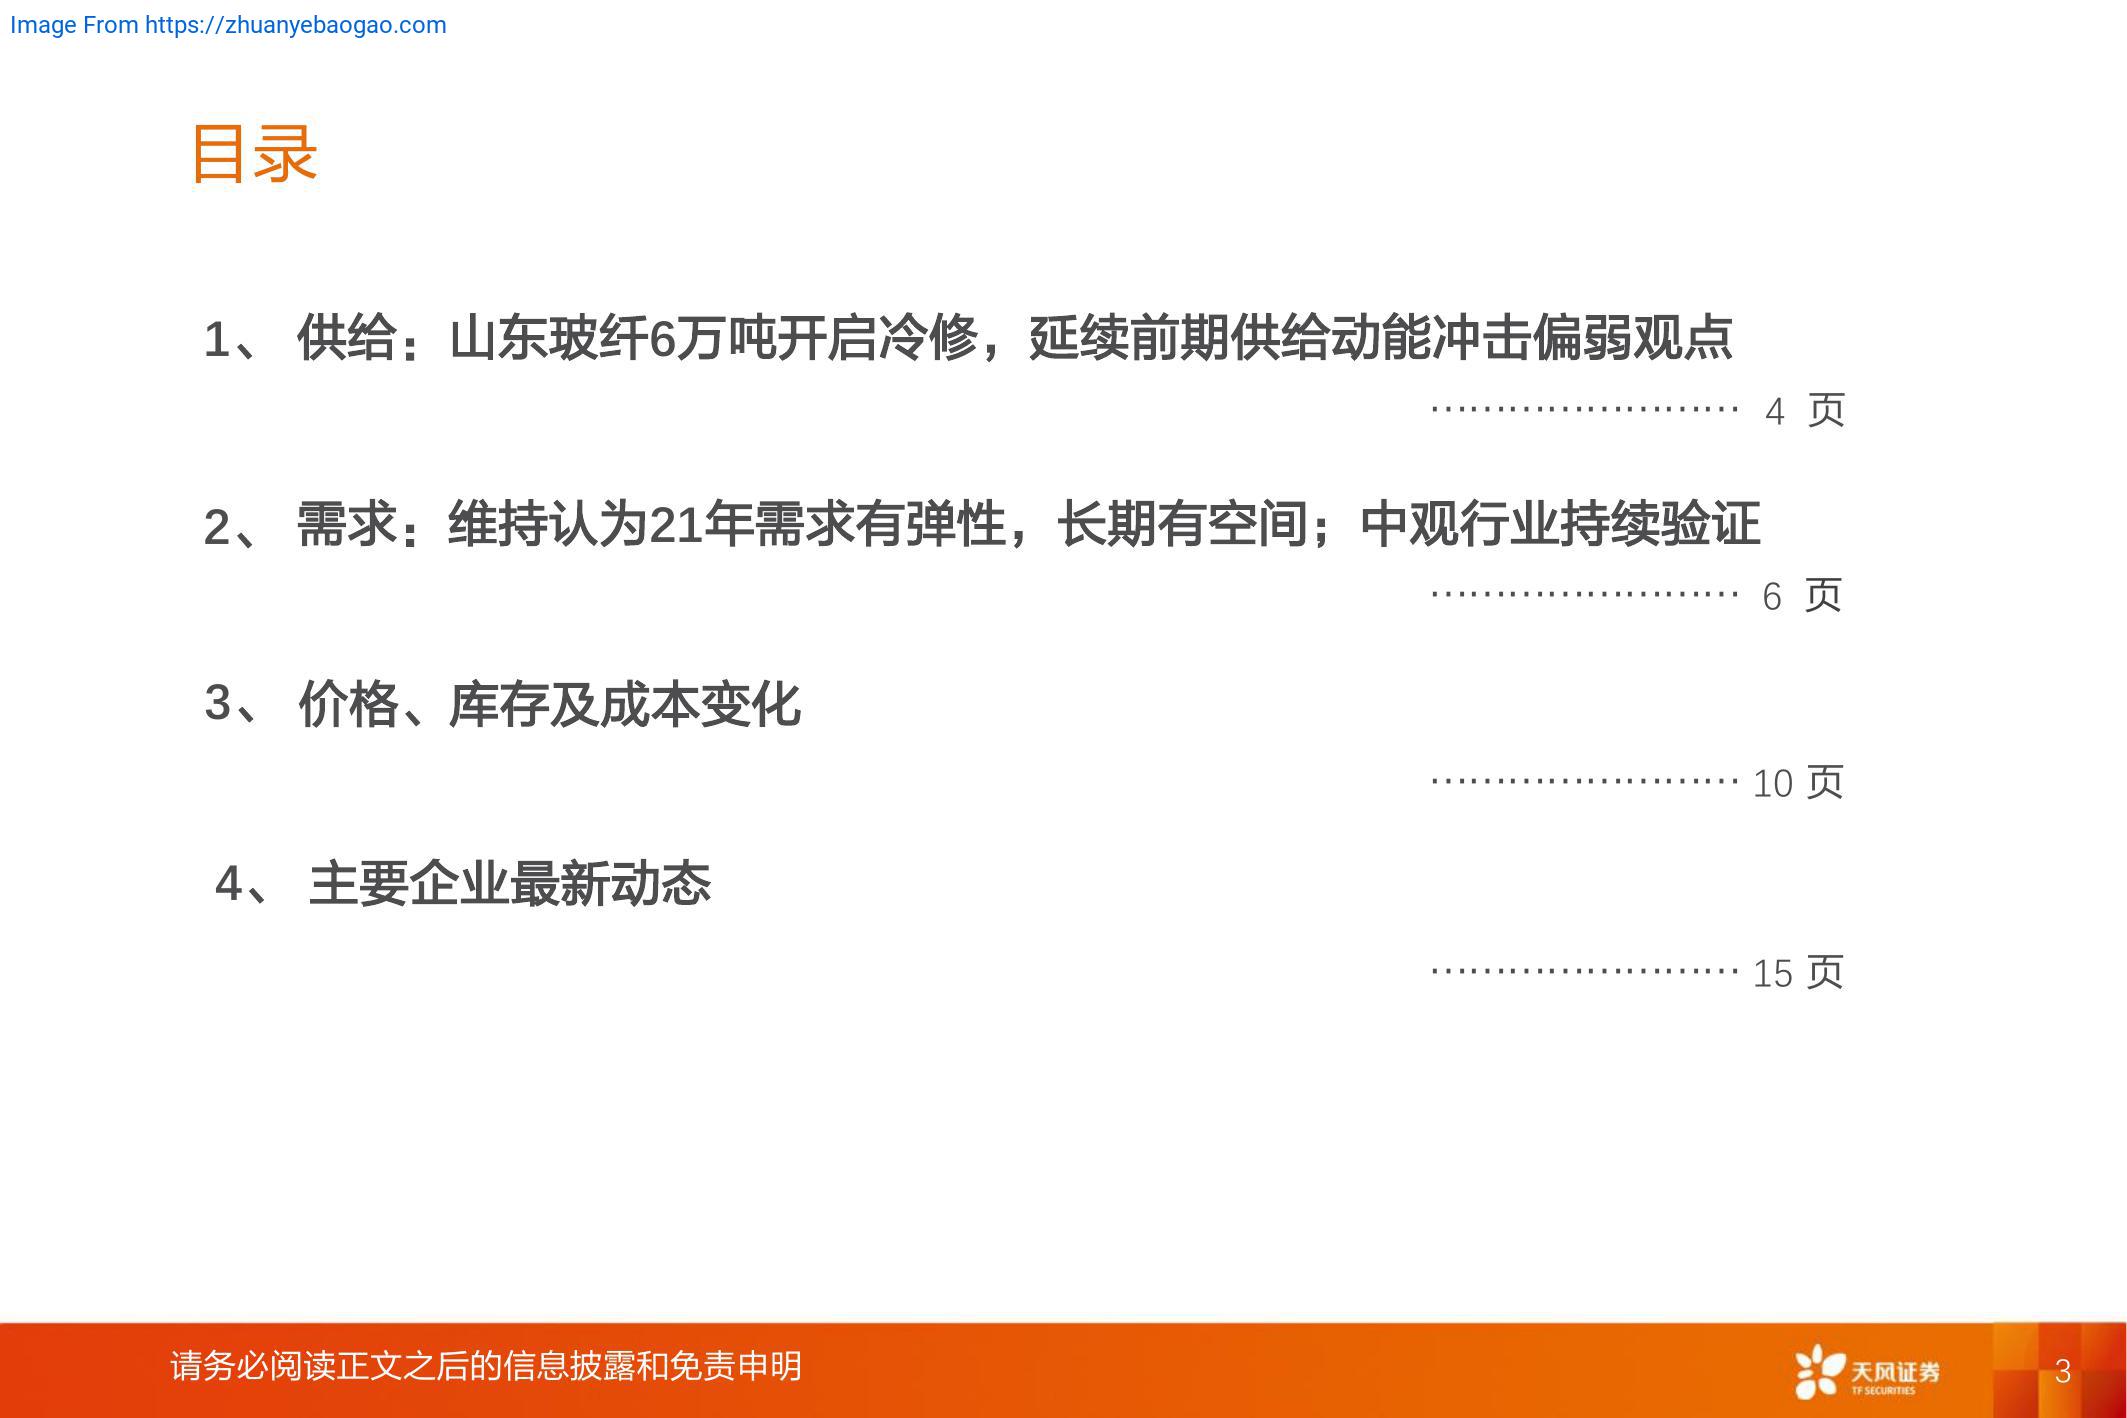 Image From https://zhuanyebaogao.com
目录
1、 供给：山东玻纤6万吨开启冷修，延续前期供给动能冲击偏弱观点
…………………… 4 页
2、 需求：维持认为21年需求有弹性，长期有空间；中观行业持续验证
…………………… 6 页
3、 价格、库存及成本变化
…………………… 10 页
4、 主要企业最新动态
…………………… 15 页
请务必阅读正文之后的信息披露和免责申明
天风证券
TF SECURITIES
3